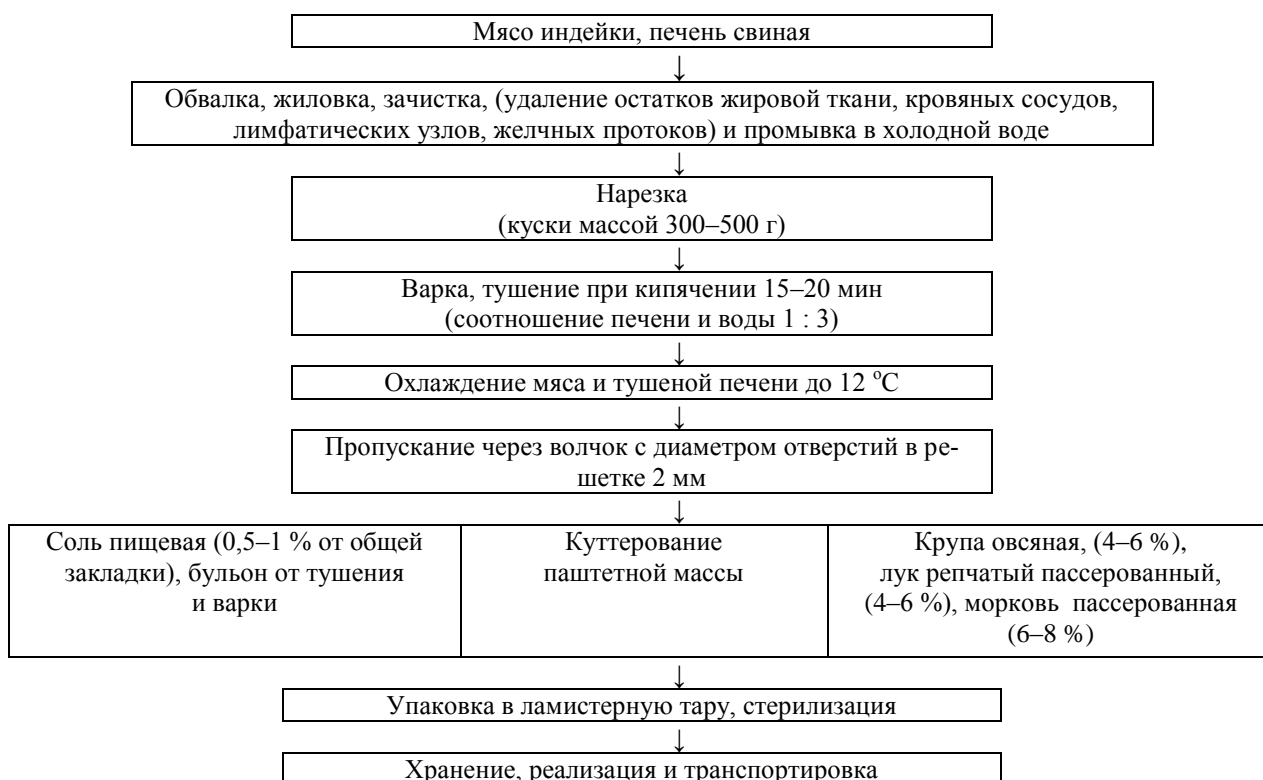 Мясо индейки, печень свиная
↓
Обвалка, жиловка, зачистка, (удаление остатков жировой ткани, кровяных сосудов,
лимфатических узлов, желчных протоков) и промывка в холодной воде
↓
Нарезка
(куски массой 300–500 г)
↓
Варка, тушение при кипячении 15–20 мин
(соотношение печени и воды 1 : 3)
↓
Охлаждение мяса и тушеной печени до 12 °С
↓
Пропускание через волчок с диаметром отверстий в ре-
шетке 2 мм
↓
Соль пищевая (0,5–1 % от общей
закладки), бульон от тушения
и варки
Куттерование
паштетной массы
Крупа овсяная, (4–6 %),
лук репчатый пассерованный,
(4–6 %), морковь пассерованная
(6–8 %)
↓
Упаковка в ламистерную тару, стерилизация
↓
Хранение, реализация и транспортировка